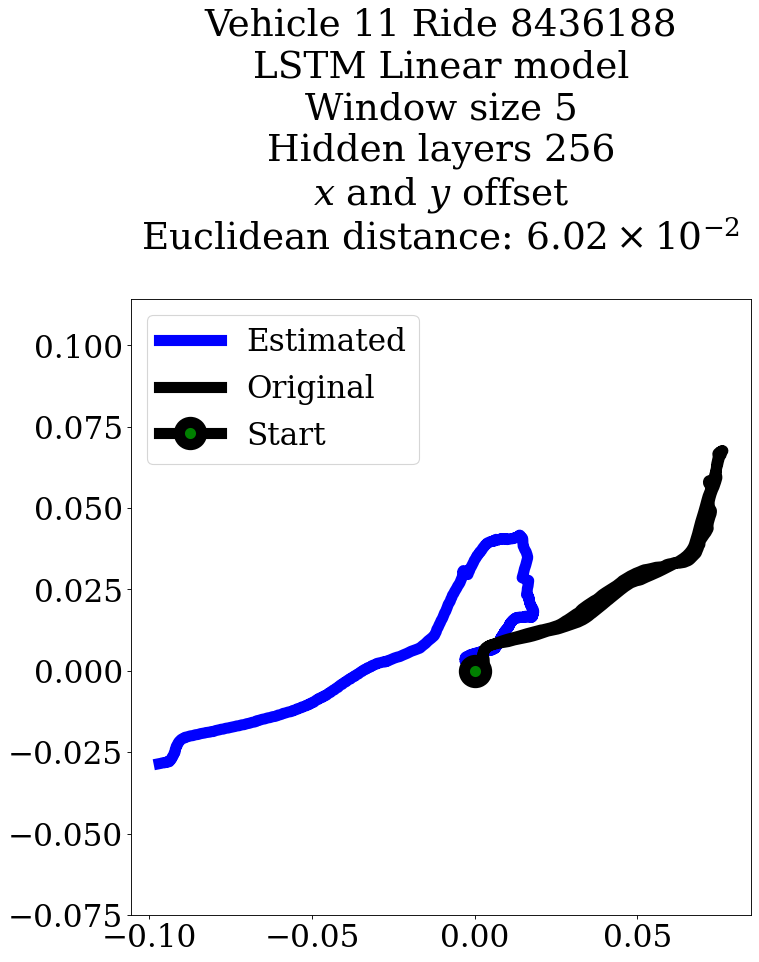 Vehicle 11 Ride 8436188
LSTM Linear model
Window size 5
Hidden layers 256
x and y offset
Euclidean distance: 6.02 × 10⁻²
Estimated
Original
Start
0.100
0.075
0.050
0.025
0.000
−0.025
−0.050
−0.075
−0.10
−0.05
0.00
0.05